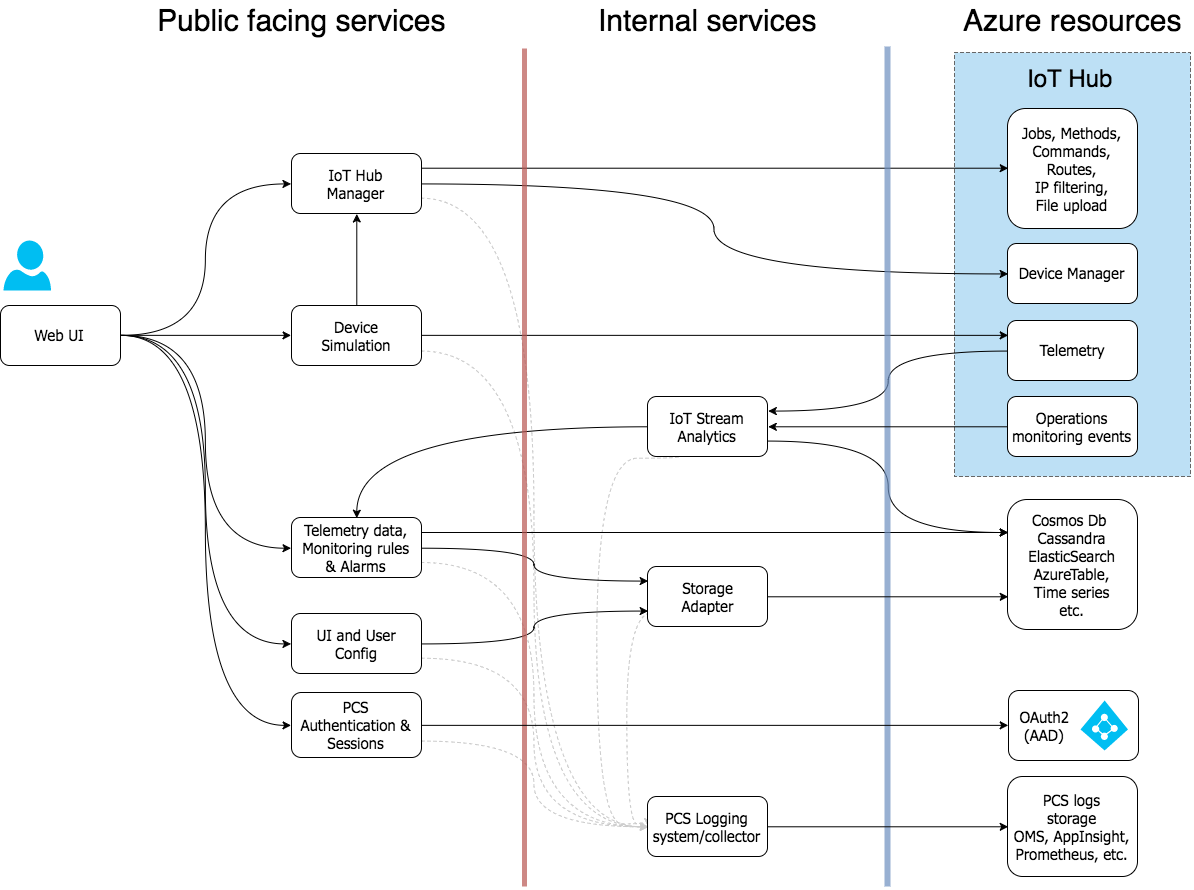 Public facing services
Internal services
Azure resources
IoT Hub
Jobs, Methods,
Commands,
Routes,
IP filtering,
File upload
IoT Hub
Manager
Device Manager
Web UI
Device
Simulation
Telemetry
IoT Stream
Analytics
Operations
monitoring events
Telemetry data,
Monitoring rules
& Alarms
Cosmos Db
Cassandra
ElasticSearch
AzureTable,
Time series
etc.
Storage
Adapter
UI and User
Config
PCS
Authentication &
Sessions
OAuth2
(AAD)
PCS Logging
system/collector
PCS logs
storage
OMS, AppInsight,
Prometheus, etc.